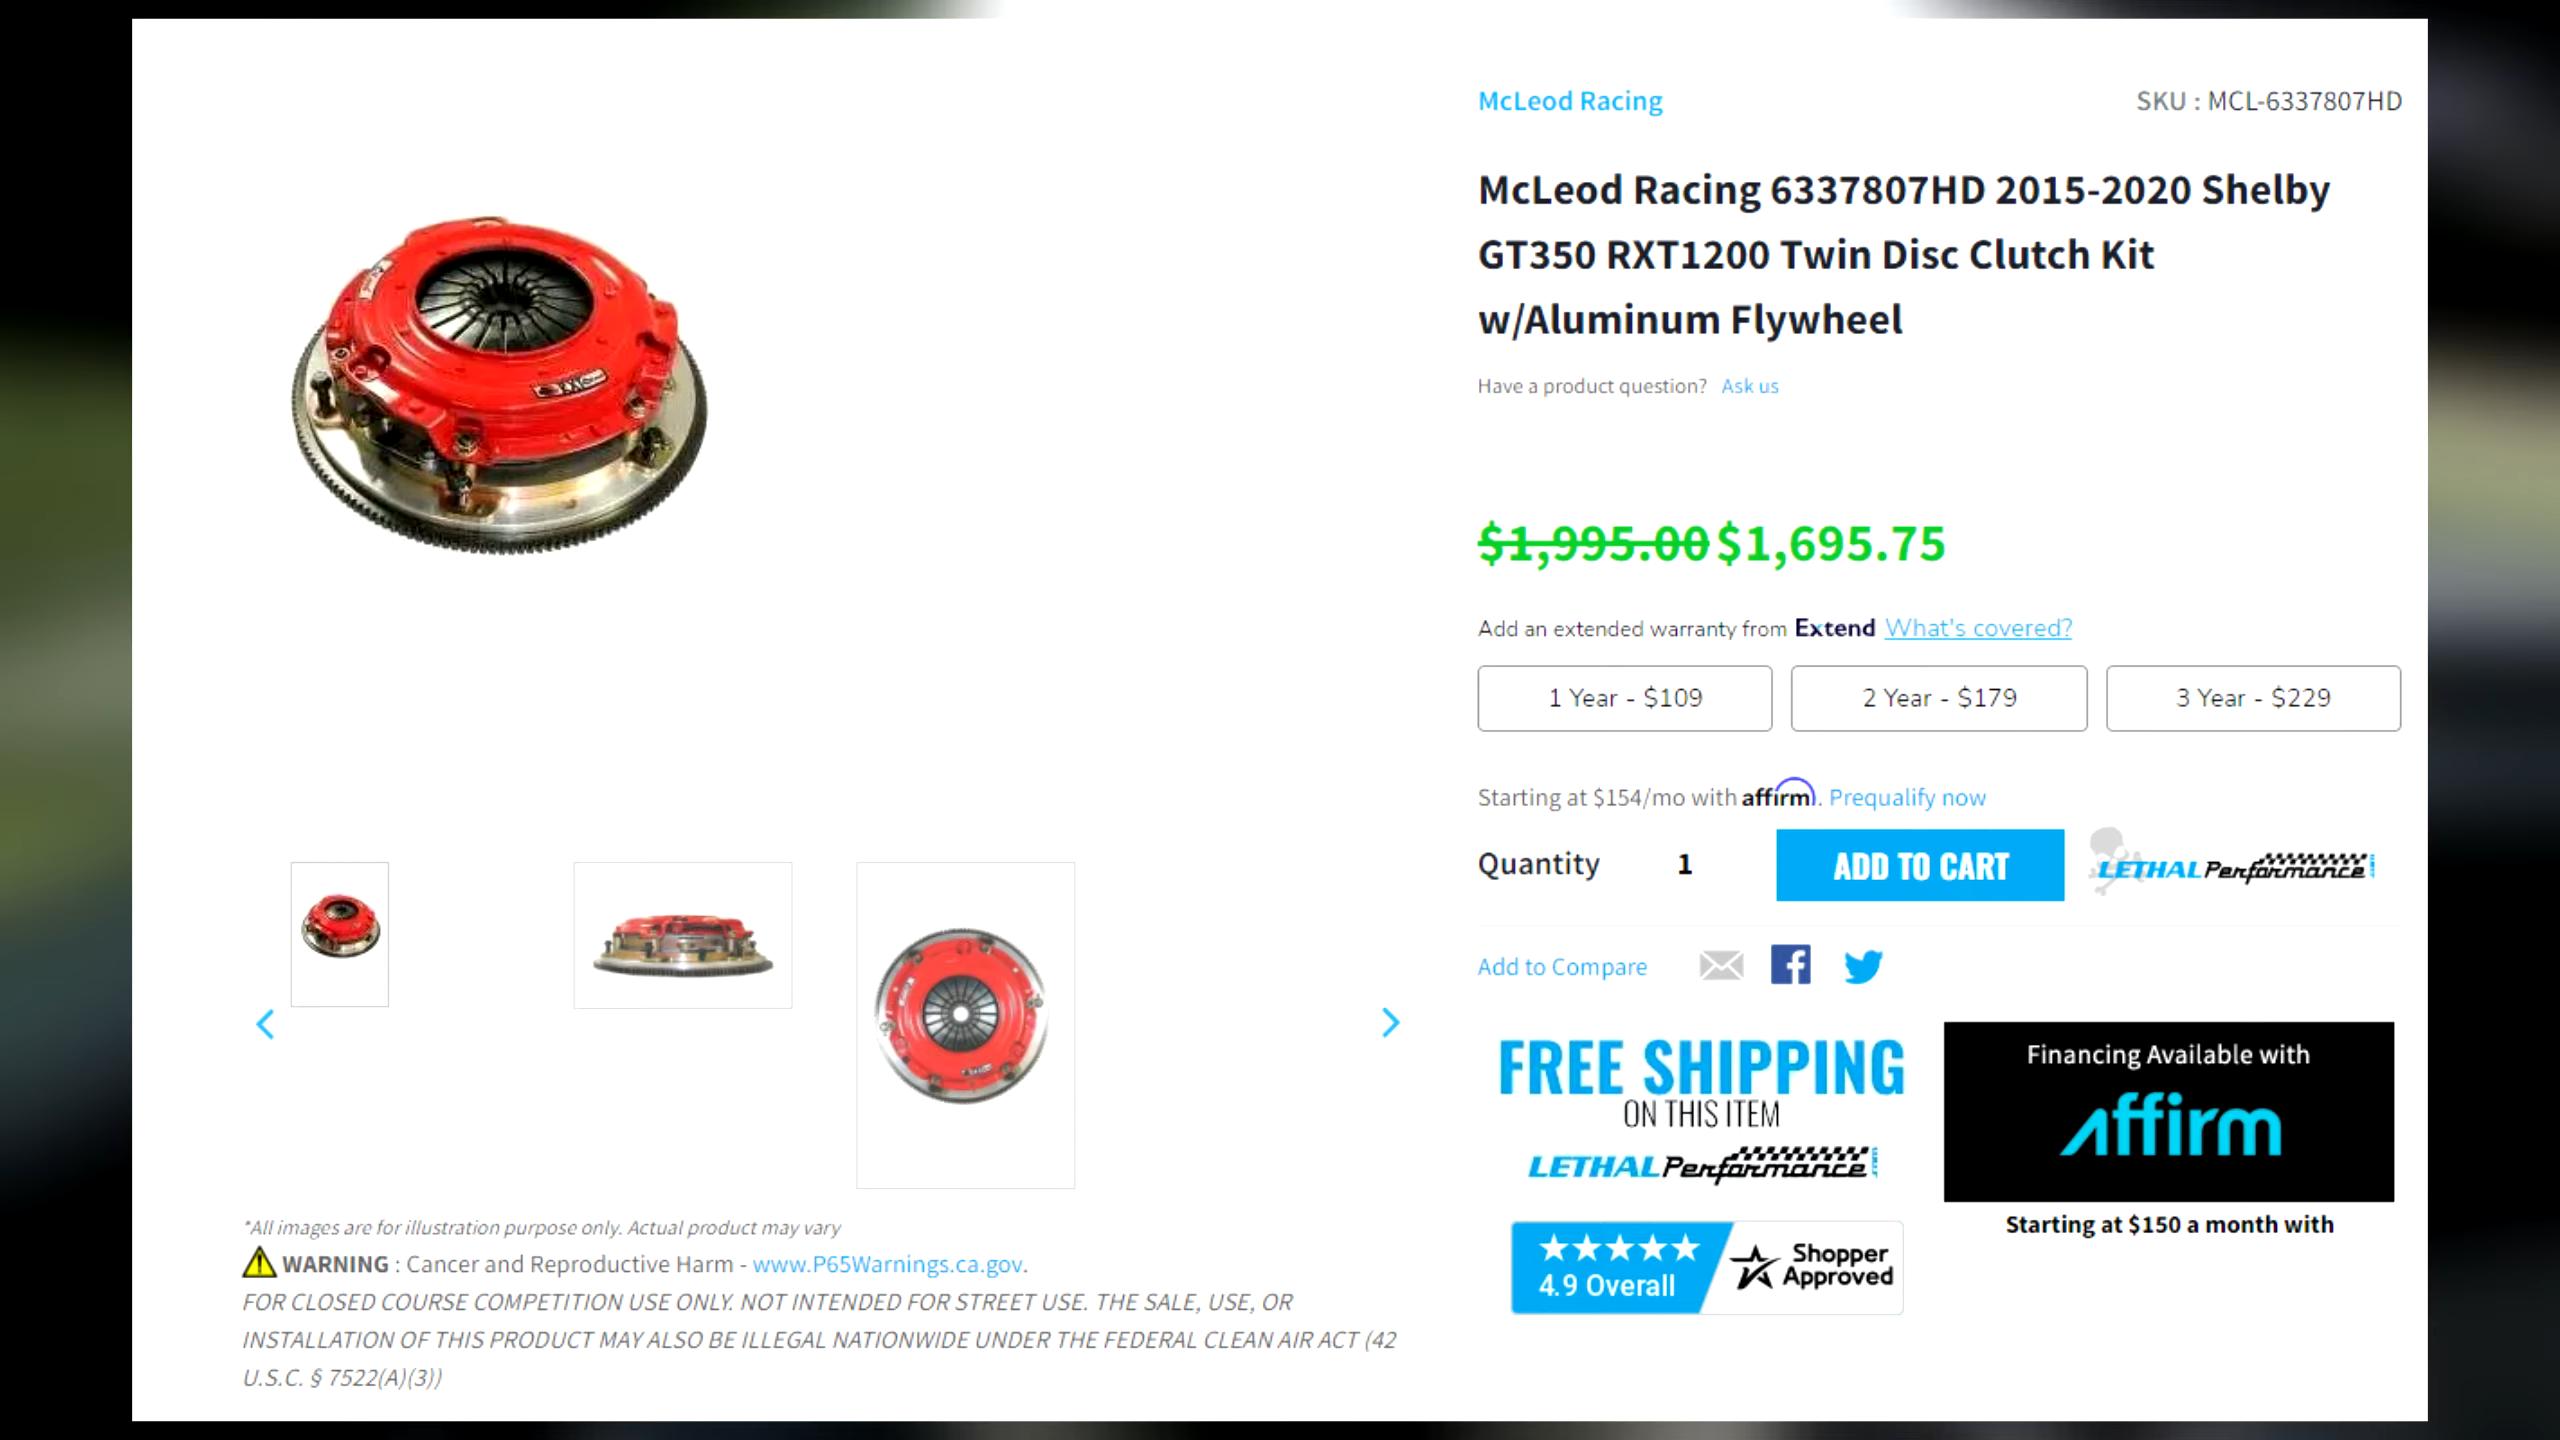 McLeod Racing
SKU : MCL-6337807HD
McLeod Racing 6337807HD 2015-2020 Shelby
GT350 RXT1200 Twin Disc Clutch Kit
w/Aluminum Flywheel
Have a product question? Ask us
$1,995.00 $1,695.75
Add an extended warranty from Extend What's covered?
1 Year - $109
2 Year - $179
3 Year - $229
Starting at $154/mo with affirm. Prequalify now
Quantity 1 ADD TO CART LETHAL Performance
Add to Compare
FREE SHIPPING
ON THIS ITEM
LETHAL Performance.com
Financing Available with
affirm
Starting at $150 a month with
4.9 Overall
Shopper
Approved
*All images are for illustration purpose only. Actual product may vary
WARNING : Cancer and Reproductive Harm - www.P65Warnings.ca.gov.
FOR CLOSED COURSE COMPETITION USE ONLY. NOT INTENDED FOR STREET USE. THE SALE, USE, OR
INSTALLATION OF THIS PRODUCT MAY ALSO BE ILLEGAL NATIONWIDE UNDER THE FEDERAL CLEAN AIR ACT (42
U.S.C. § 7522(A)(3))